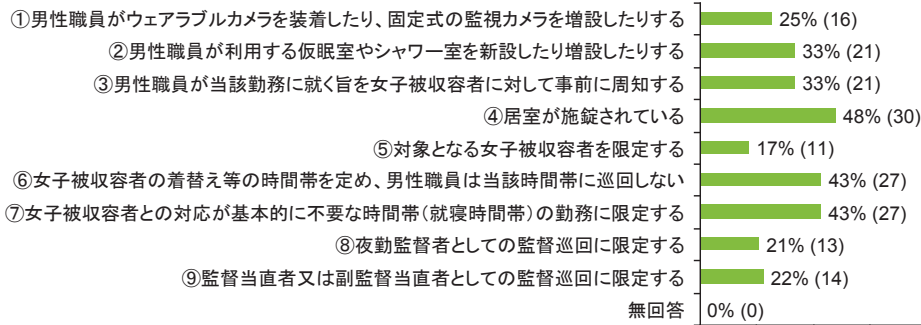 ①男性職員がウェアラブルカメラを装着したり、固定式の監視カメラを増設したりする 25% (16)
②男性職員が利用する仮眠室やシャワー室を新設したり増設したりする 33% (21)
③男性職員が当該勤務に就く旨を女子被収容者に対して事前に周知する 33% (21)
④居室が施錠されている 48% (30)
⑤対象となる女子被収容者を限定する 17% (11)
⑥女子被収容者の着替え等の時間帯を定め、男性職員は当該時間帯に巡回しない 43% (27)
⑦女子被収容者との対応が基本的に不要な時間帯(就寝時間帯)の勤務に限定する 43% (27)
⑧夜勤監督者としての監督巡回に限定する 21% (13)
⑨監督当直者又は副監督当直者としての監督巡回に限定する 22% (14)
無回答 0% (0)